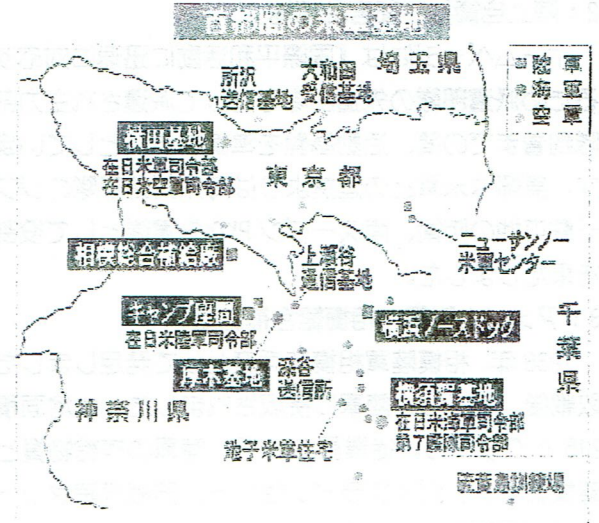 首都圏の米軍基地
陸軍
海軍
空軍
所沢
送信基地
大和田
受信基地
埼玉県
横田基地
在日米軍司令部
在日米空軍司令部
東京都
ニューサンノー
米軍センター
相模総合補給廠
上瀬谷
通信基地
キャンプ座間
在日米陸軍司令部
横浜ノースドック
千葉県
厚木基地
深谷
送信所
横須賀基地
在日米海軍司令部
第7艦隊司令部
神奈川県
池子米軍住宅
硫黄島訓練場